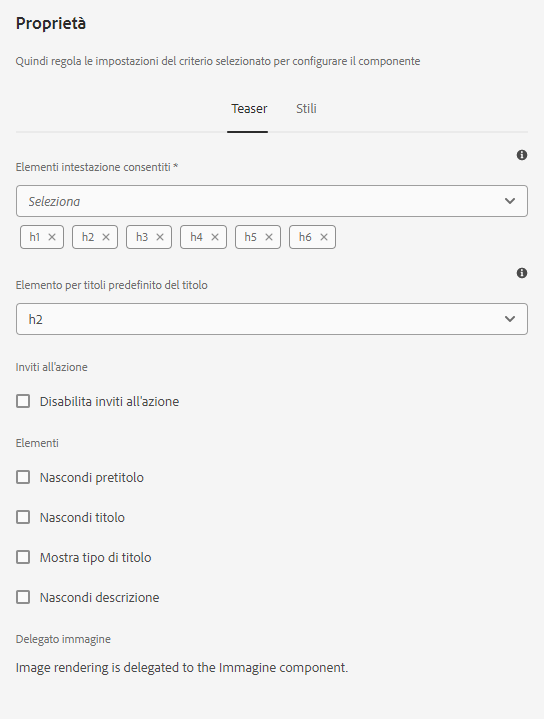 Proprietà
Quindi regola le impostazioni del criterio selezionato per configurare il componente
Teaser Stili
Elementi intestazione consentiti *
Seleziona
h1 h2 h3 h4 h5 h6
Elemento per titoli predefinito del titolo
h2
Inviti all'azione
Disabilita inviti all'azione
Elementi
Nascondi pretitolo
Nascondi titolo
Mostra tipo di titolo
Nascondi descrizione
Delegato immagine
Image rendering is delegated to the Immagine component.